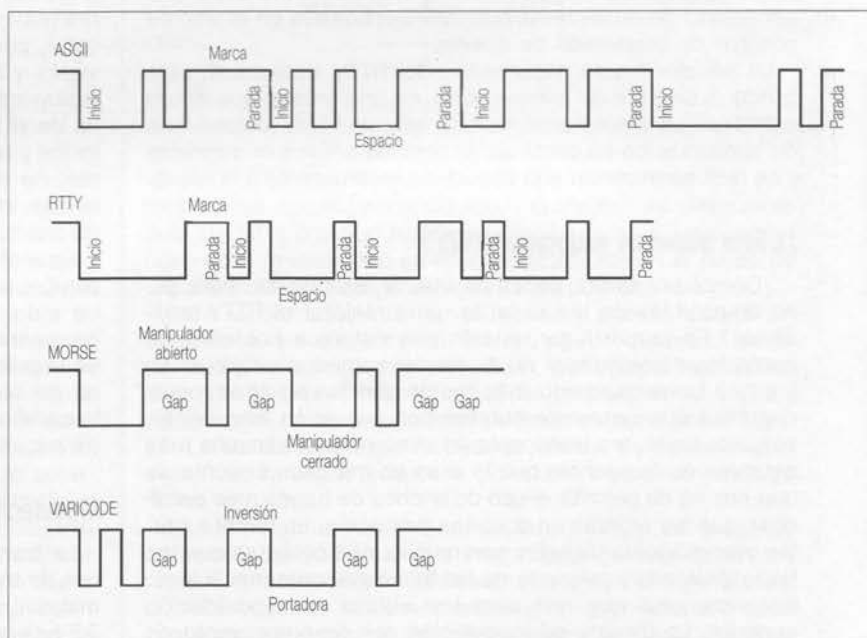 ASCII Marca
Inicio Parada Inicio Parada Inicio Parada Inicio Parada
Espacio
RTTY Marca
Inicio Parada Inicio Parada Inicio Parada Inicio Parada
Espacio
MORSE Manipulador
abierto
Gap Gap Gap Gap
Manipulador
cerrado
VARICODE Inversión
Gap Gap Gap Gap
Portadora